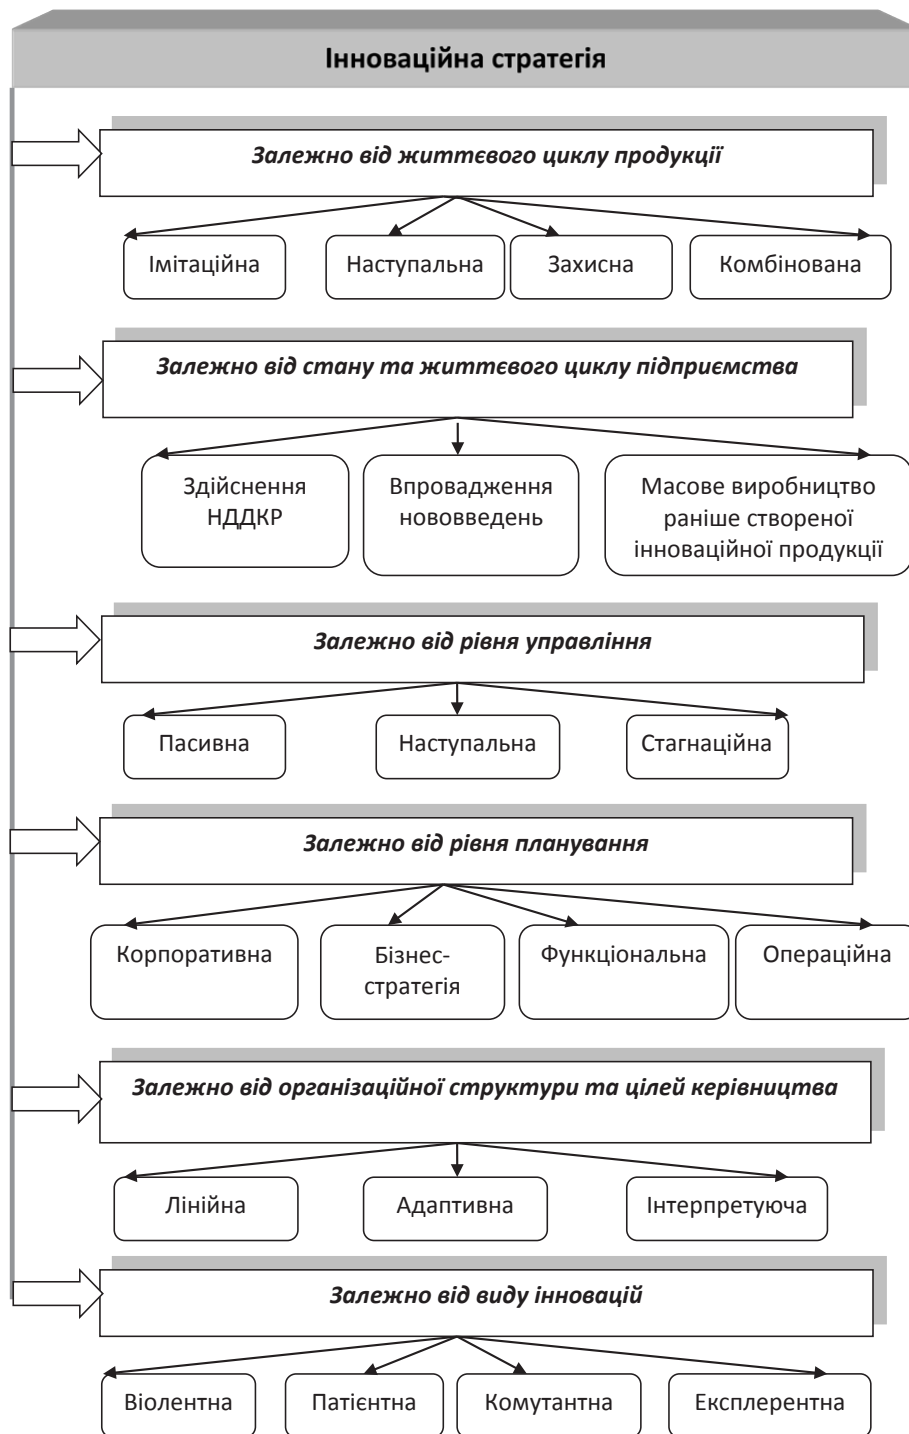 Інноваційна стратегія
Залежно від життєвого циклу продукції
Імітаційна
Наступальна
Захисна
Комбінована
Залежно від стану та життєвого циклу підприємства
Здійснення
НДДКР
Впровадження
нововведень
Масове виробництво
раніше створеної
інноваційної продукції
Залежно від рівня управління
Пасивна
Наступальна
Стагнаційна
Залежно від рівня планування
Корпоративна
Бізнес-
стратегія
Функціональна
Операційна
Залежно від організаційної структури та цілей керівництва
Лінійна
Адаптивна
Інтерпретуюча
Залежно від виду інновацій
Віолентна
Патієнтна
Комутантна
Експлерентна